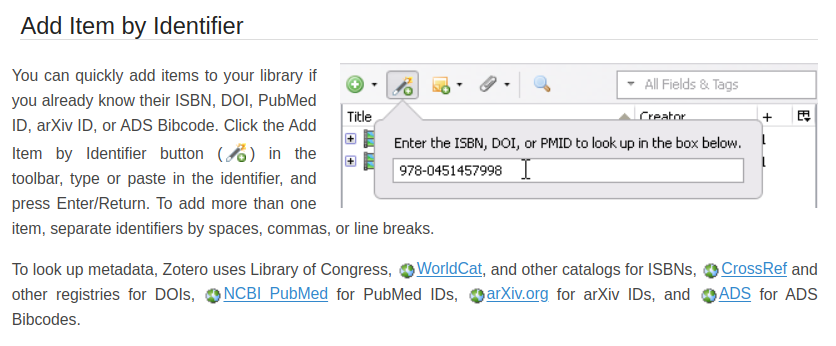 Add Item by Identifier
You can quickly add items to your library if
you already know their ISBN, DOI, PubMed
ID, arXiv ID, or ADS Bibcode. Click the Add
Item by Identifier button ( ) in the
toolbar, type or paste in the identifier, and
press Enter/Return. To add more than one
item, separate identifiers by spaces, commas, or line breaks.
All Fields & Tags
Title Creator +
Enter the ISBN, DOI, or PMID to look up in the box below.
978-0451457998
To look up metadata, Zotero uses Library of Congress, WorldCat, and other catalogs for ISBNs, CrossRef and
other registries for DOIs, NCBI PubMed for PubMed IDs, arXiv.org for arXiv IDs, and ADS for ADS
Bibcodes.